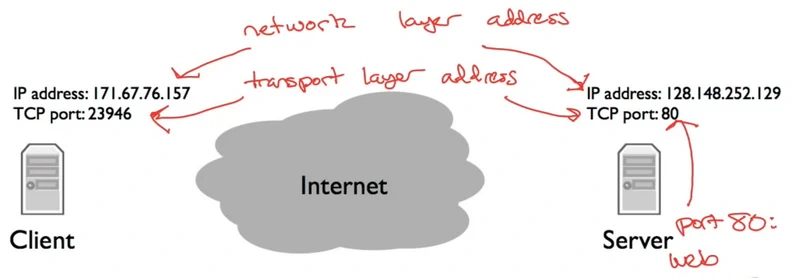 network layer address
transport layer address
IP address: 171.67.76.157
TCP port: 23946
IP address: 128.148.252.129
TCP port: 80
Internet
Client
Server
port 80:
web